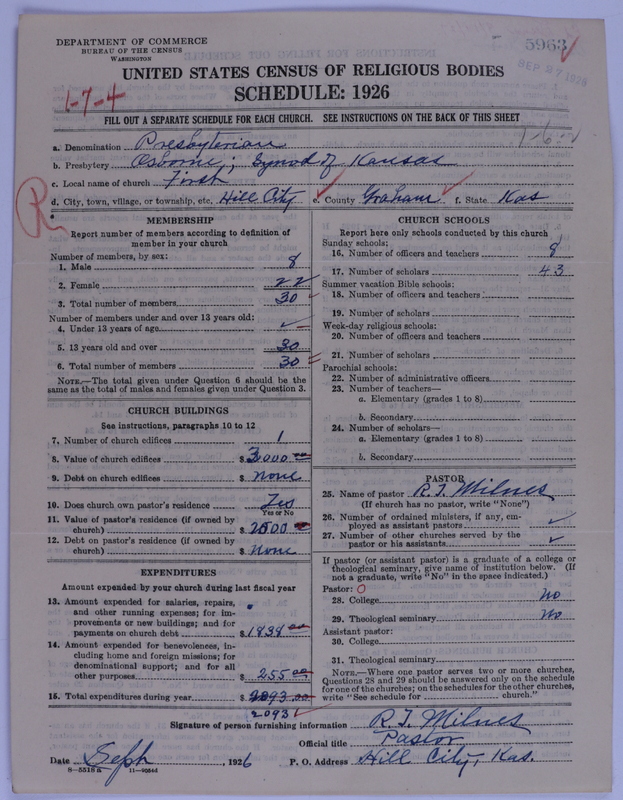 DEPARTMENT OF COMMERCE
BUREAU OF THE CENSUS
WASHINGTON
5963
SEP 27 1926
UNITED STATES CENSUS OF RELIGIOUS BODIES
SCHEDULE: 1926
1-7-4
FILL OUT A SEPARATE SCHEDULE FOR EACH CHURCH. SEE INSTRUCTIONS ON THE BACK OF THIS SHEET
a. Denomination Presbyterian
b. Presbytery Osborne; Synod of Kansas
c. Local name of church First
d. City, town, village, or township, etc. Hill City e. County Graham f. State Kas
R
MEMBERSHIP
Report number of members according to definition of
member in your church
Number of members, by sex:
1. Male 8
2. Female 22
3. Total number of members 30
Number of members under and over 13 years old:
4. Under 13 years of age
5. 13 years old and over 30
6. Total number of members 30
NOTE.—The total given under Question 6 should be the
same as the total of males and females given under Question 3.
CHURCH BUILDINGS
See instructions, paragraphs 10 to 12
7. Number of church edifices 1
8. Value of church edifices $ 3000 00
9. Debt on church edifices $ None
10. Does church own pastor's residence Yes
Yes or No
11. Value of pastor's residence (if owned by
church) $ 2500
12. Debt on pastor's residence (if owned by
church) $ None
EXPENDITURES
Amount expended by your church during last fiscal year
13. Amount expended for salaries, repairs,
and other running expenses; for im-
provements or new buildings; and for
payments on church debt $ 1838 00
14. Amount expended for benevolences, in-
cluding home and foreign missions; for
denominational support; and for all
other purposes $ 255 00
15. Total expenditures during year $ 2093 00
2093
CHURCH SCHOOLS
Report here only schools conducted by this church
Sunday schools:
16. Number of officers and teachers 8
17. Number of scholars 43
Summer vacation Bible schools:
18. Number of officers and teachers
19. Number of scholars
Week-day religious schools:
20. Number of officers and teachers
21. Number of scholars
Parochial schools:
22. Number of administrative officers
23. Number of teachers—
a. Elementary (grades 1 to 8)
b. Secondary
24. Number of scholars—
a. Elementary (grades 1 to 8)
b. Secondary
PASTOR
25. Name of pastor R. T. Milnes
(If church has no pastor, write "None")
26. Number of ordained ministers, if any, em-
ployed as assistant pastors
27. Number of other churches served by the
pastor or his assistants
If pastor (or assistant pastor) is a graduate of a college or
theological seminary, give name of institution below. (If
not a graduate, write "No" in the space indicated.)
Pastor: O
28. College No
29. Theological seminary No
Assistant pastor:
30. College
31. Theological seminary
NOTE.—Where one pastor serves two or more churches,
Questions 28 and 29 should be answered only on the schedule
for one of the churches; on the schedules for the other churches,
write "See schedule for church."
Signature of person furnishing information R. T. Milnes
Official title Pastor
Date Seph, 1926 P. O. Address Hill City, Kas.
8—5518a 11—9064d